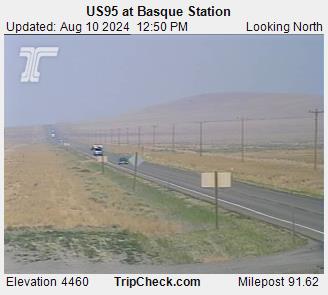 US95 at Basque Station
Updated: Aug 10 2024 12:50 PM Looking North
Elevation 4460 TripCheck.com Milepost 91.62